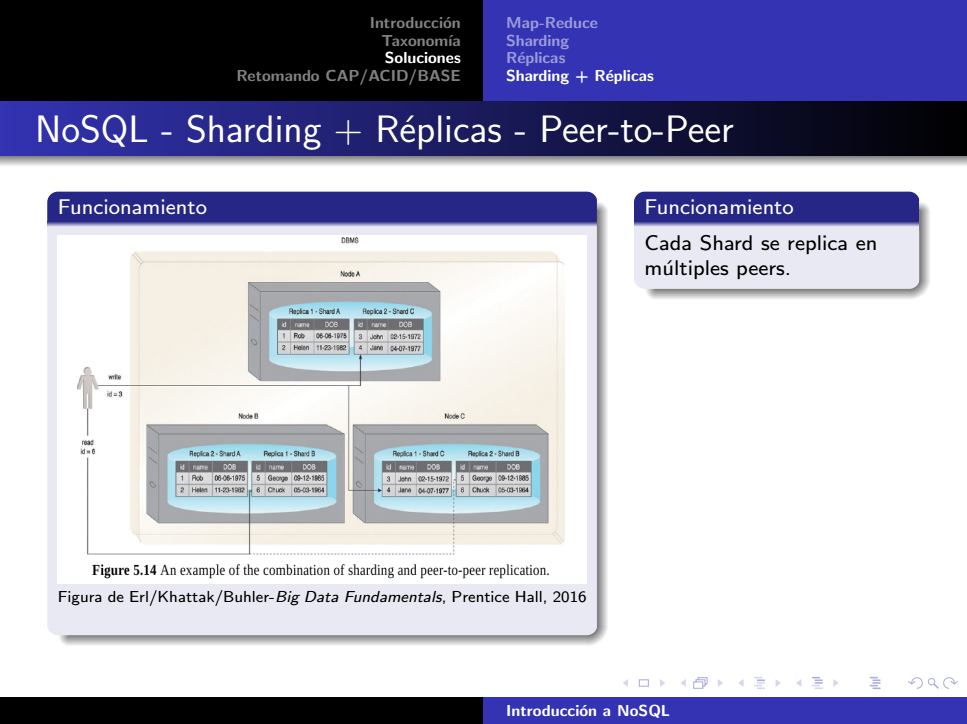 Introducción
Taxonomía
Soluciones
Retomando CAP/ACID/BASE
Map-Reduce
Sharding
Réplicas
Sharding + Réplicas
NoSQL - Sharding + Réplicas - Peer-to-Peer
Funcionamiento
DBMS
Node A
Replica 1 - Shard A Replica 2 - Shard C
id name DOB id name DOB
1 Rob 06-06-1975 3 John 02-15-1972
2 Helen 11-23-1982 4 Jane 04-07-1977
write
id = 3
read
id = 6
Node B
Replica 2 - Shard A Replica 1 - Shard B
id name DOB id name DOB
1 Rob 06-06-1975 5 George 09-12-1985
2 Helen 11-23-1982 6 Chuck 05-03-1964
Node C
Replica 1 - Shard C Replica 2 - Shard B
id name DOB id name DOB
3 John 02-15-1972 5 George 09-12-1985
4 Jane 04-07-1977 6 Chuck 05-03-1964
Figure 5.14 An example of the combination of sharding and peer-to-peer replication.
Figura de Erl/Khattak/Buhler-Big Data Fundamentals, Prentice Hall, 2016
Funcionamiento
Cada Shard se replica en
múltiples peers.
Introducción a NoSQL